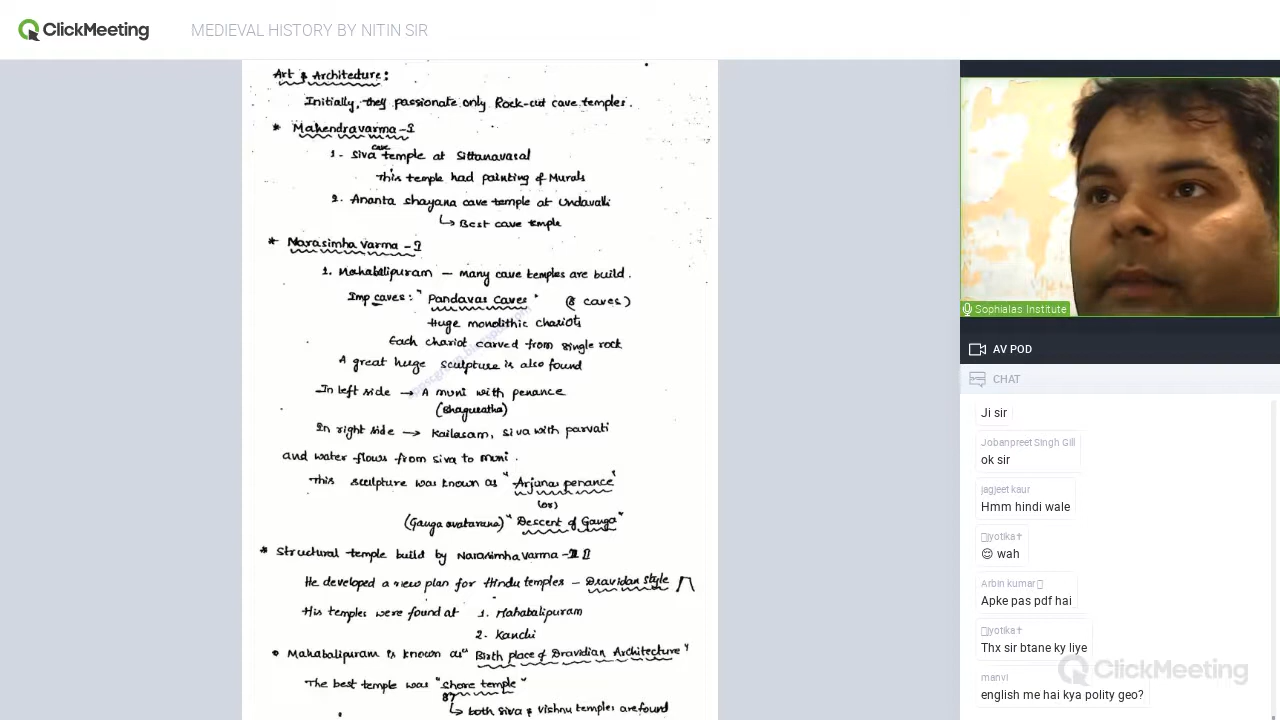 ClickMeeting
MEDIEVAL HISTORY BY NITIN SIR
Art & Architecture:
Initially, they passionate only Rock-cut cave temples.
* Mahendravarma-I
1. Siva cave temple at Sittanavasal
This temple had painting of Murals
2. Ananta shayana cave temple at Undavalli
↳ Best cave temple
* Narasimha Varma-I
1. Mahabalipuram — many cave temples are build.
Imp caves: "Pandavas Caves" (8 caves)
Huge monolithic chariots
Each chariot carved from single rock
A great huge sculpture is also found
In left side → A muni with penance
(Bhaguratha)
In right side → Kailasam, Siva with parvati
and water flows from siva to muni.
This sculpture was known as "Arjunas penance"
(or)
(Ganga avatarana) "Descent of Ganga"
* Structural temple build by Narasimha Varma-II
He developed a new plan for Hindu temples – Dravidan style
His temples were found at 1. Mahabalipuram
2. Kanchi
• Mahabalipuram is known as "Birth place of Dravidian Architecture"
The best temple was "shore temple"
↳ both Siva & Vishnu temples are found
Sophialas Institute
AV POD
CHAT
Ji sir
Jobanpreet Singh Gill
ok sir
jagjeet kaur
Hmm hindi wale
jyotika✝
😌 wah
Arbin kumar
Apke pas pdf hai
jyotika✝
Thx sir btane ky liye
manvi
english me hai kya polity geo?
ClickMeeting